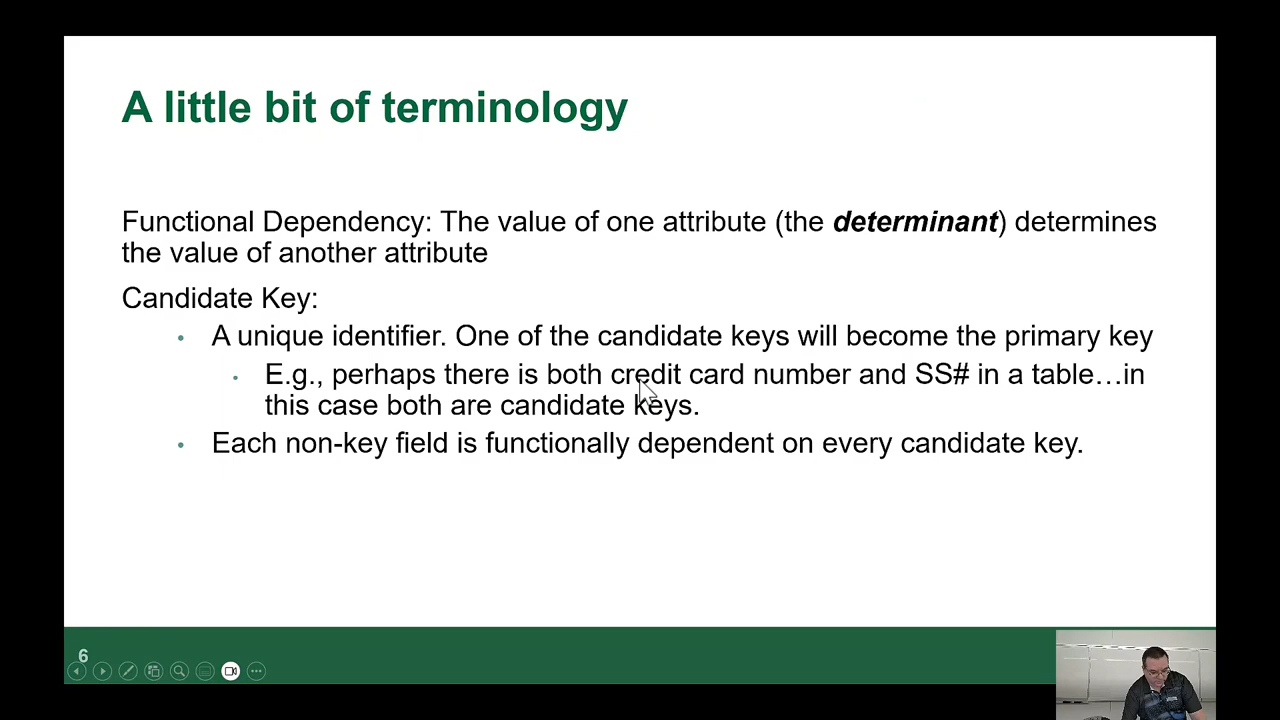 A little bit of terminology
Functional Dependency: The value of one attribute (the determinant) determines
the value of another attribute
Candidate Key:
• A unique identifier. One of the candidate keys will become the primary key
• E.g., perhaps there is both credit card number and SS# in a table…in
this case both are candidate keys.
• Each non-key field is functionally dependent on every candidate key.
6